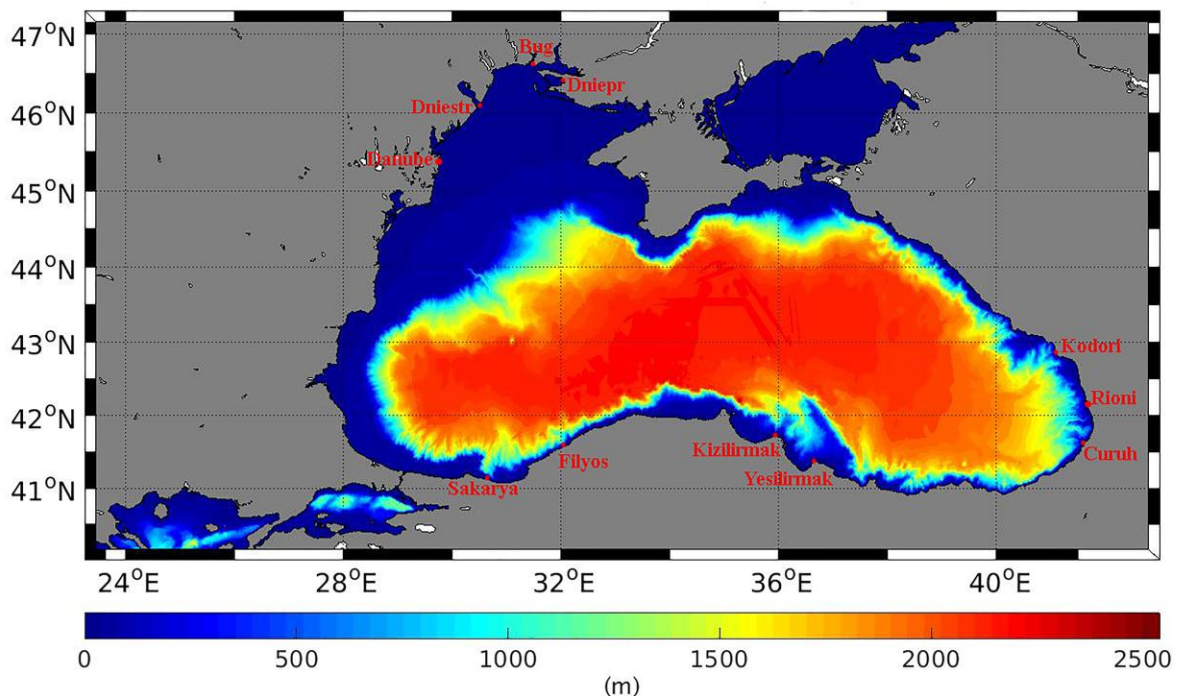 47°N
Bug
Dniepr
46°N
Dniestr
Danube
45°N
44°N
43°N
Kodori
Rioni
42°N
Kizilirmak
Curuh
Filyos
Yesilirmak
Sakarya
41°N
24°E 28°E 32°E 36°E 40°E
0 500 1000 1500 2000 2500
(m)